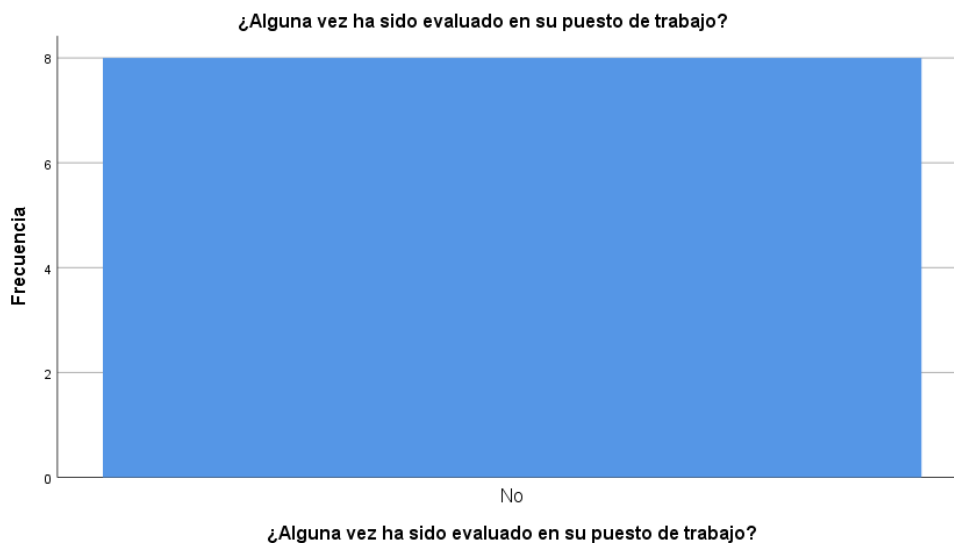 ¿Alguna vez ha sido evaluado en su puesto de trabajo?
8
6
4
2
0
Frecuencia
No
¿Alguna vez ha sido evaluado en su puesto de trabajo?